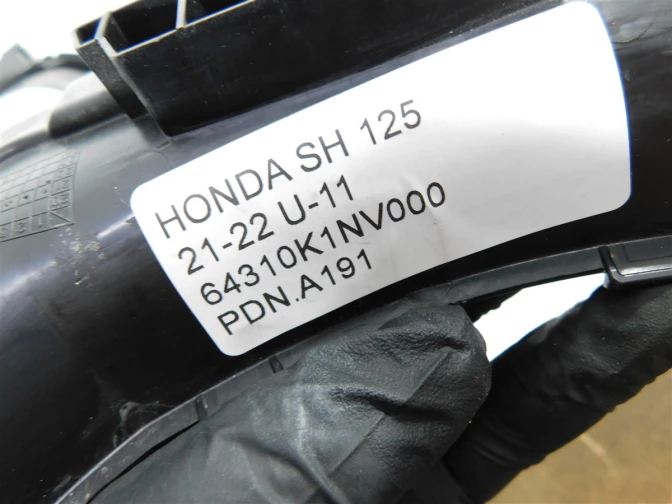 HONDA SH 125
21-22 U-11
64310K1NV000
PDN.A191